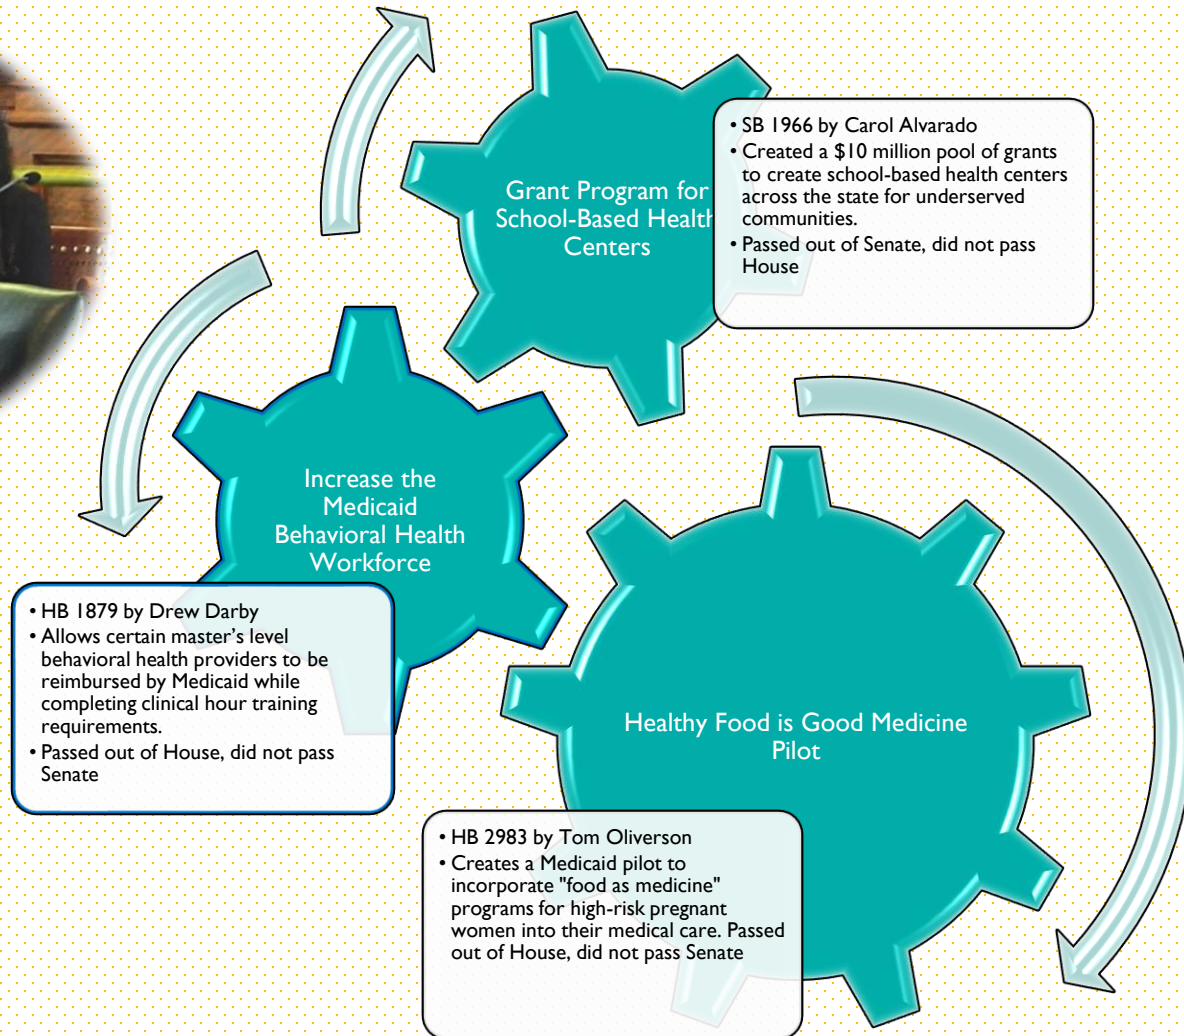 Grant Program for
School-Based Health
Centers
• SB 1966 by Carol Alvarado
• Created a $10 million pool of grants
to create school-based health centers
across the state for underserved
communities.
• Passed out of Senate, did not pass
House
Increase the
Medicaid
Behavioral Health
Workforce
• HB 1879 by Drew Darby
• Allows certain master’s level
behavioral health providers to be
reimbursed by Medicaid while
completing clinical hour training
requirements.
• Passed out of House, did not pass
Senate
Healthy Food is Good Medicine
Pilot
• HB 2983 by Tom Oliverson
• Creates a Medicaid pilot to
incorporate "food as medicine"
programs for high-risk pregnant
women into their medical care. Passed
out of House, did not pass Senate